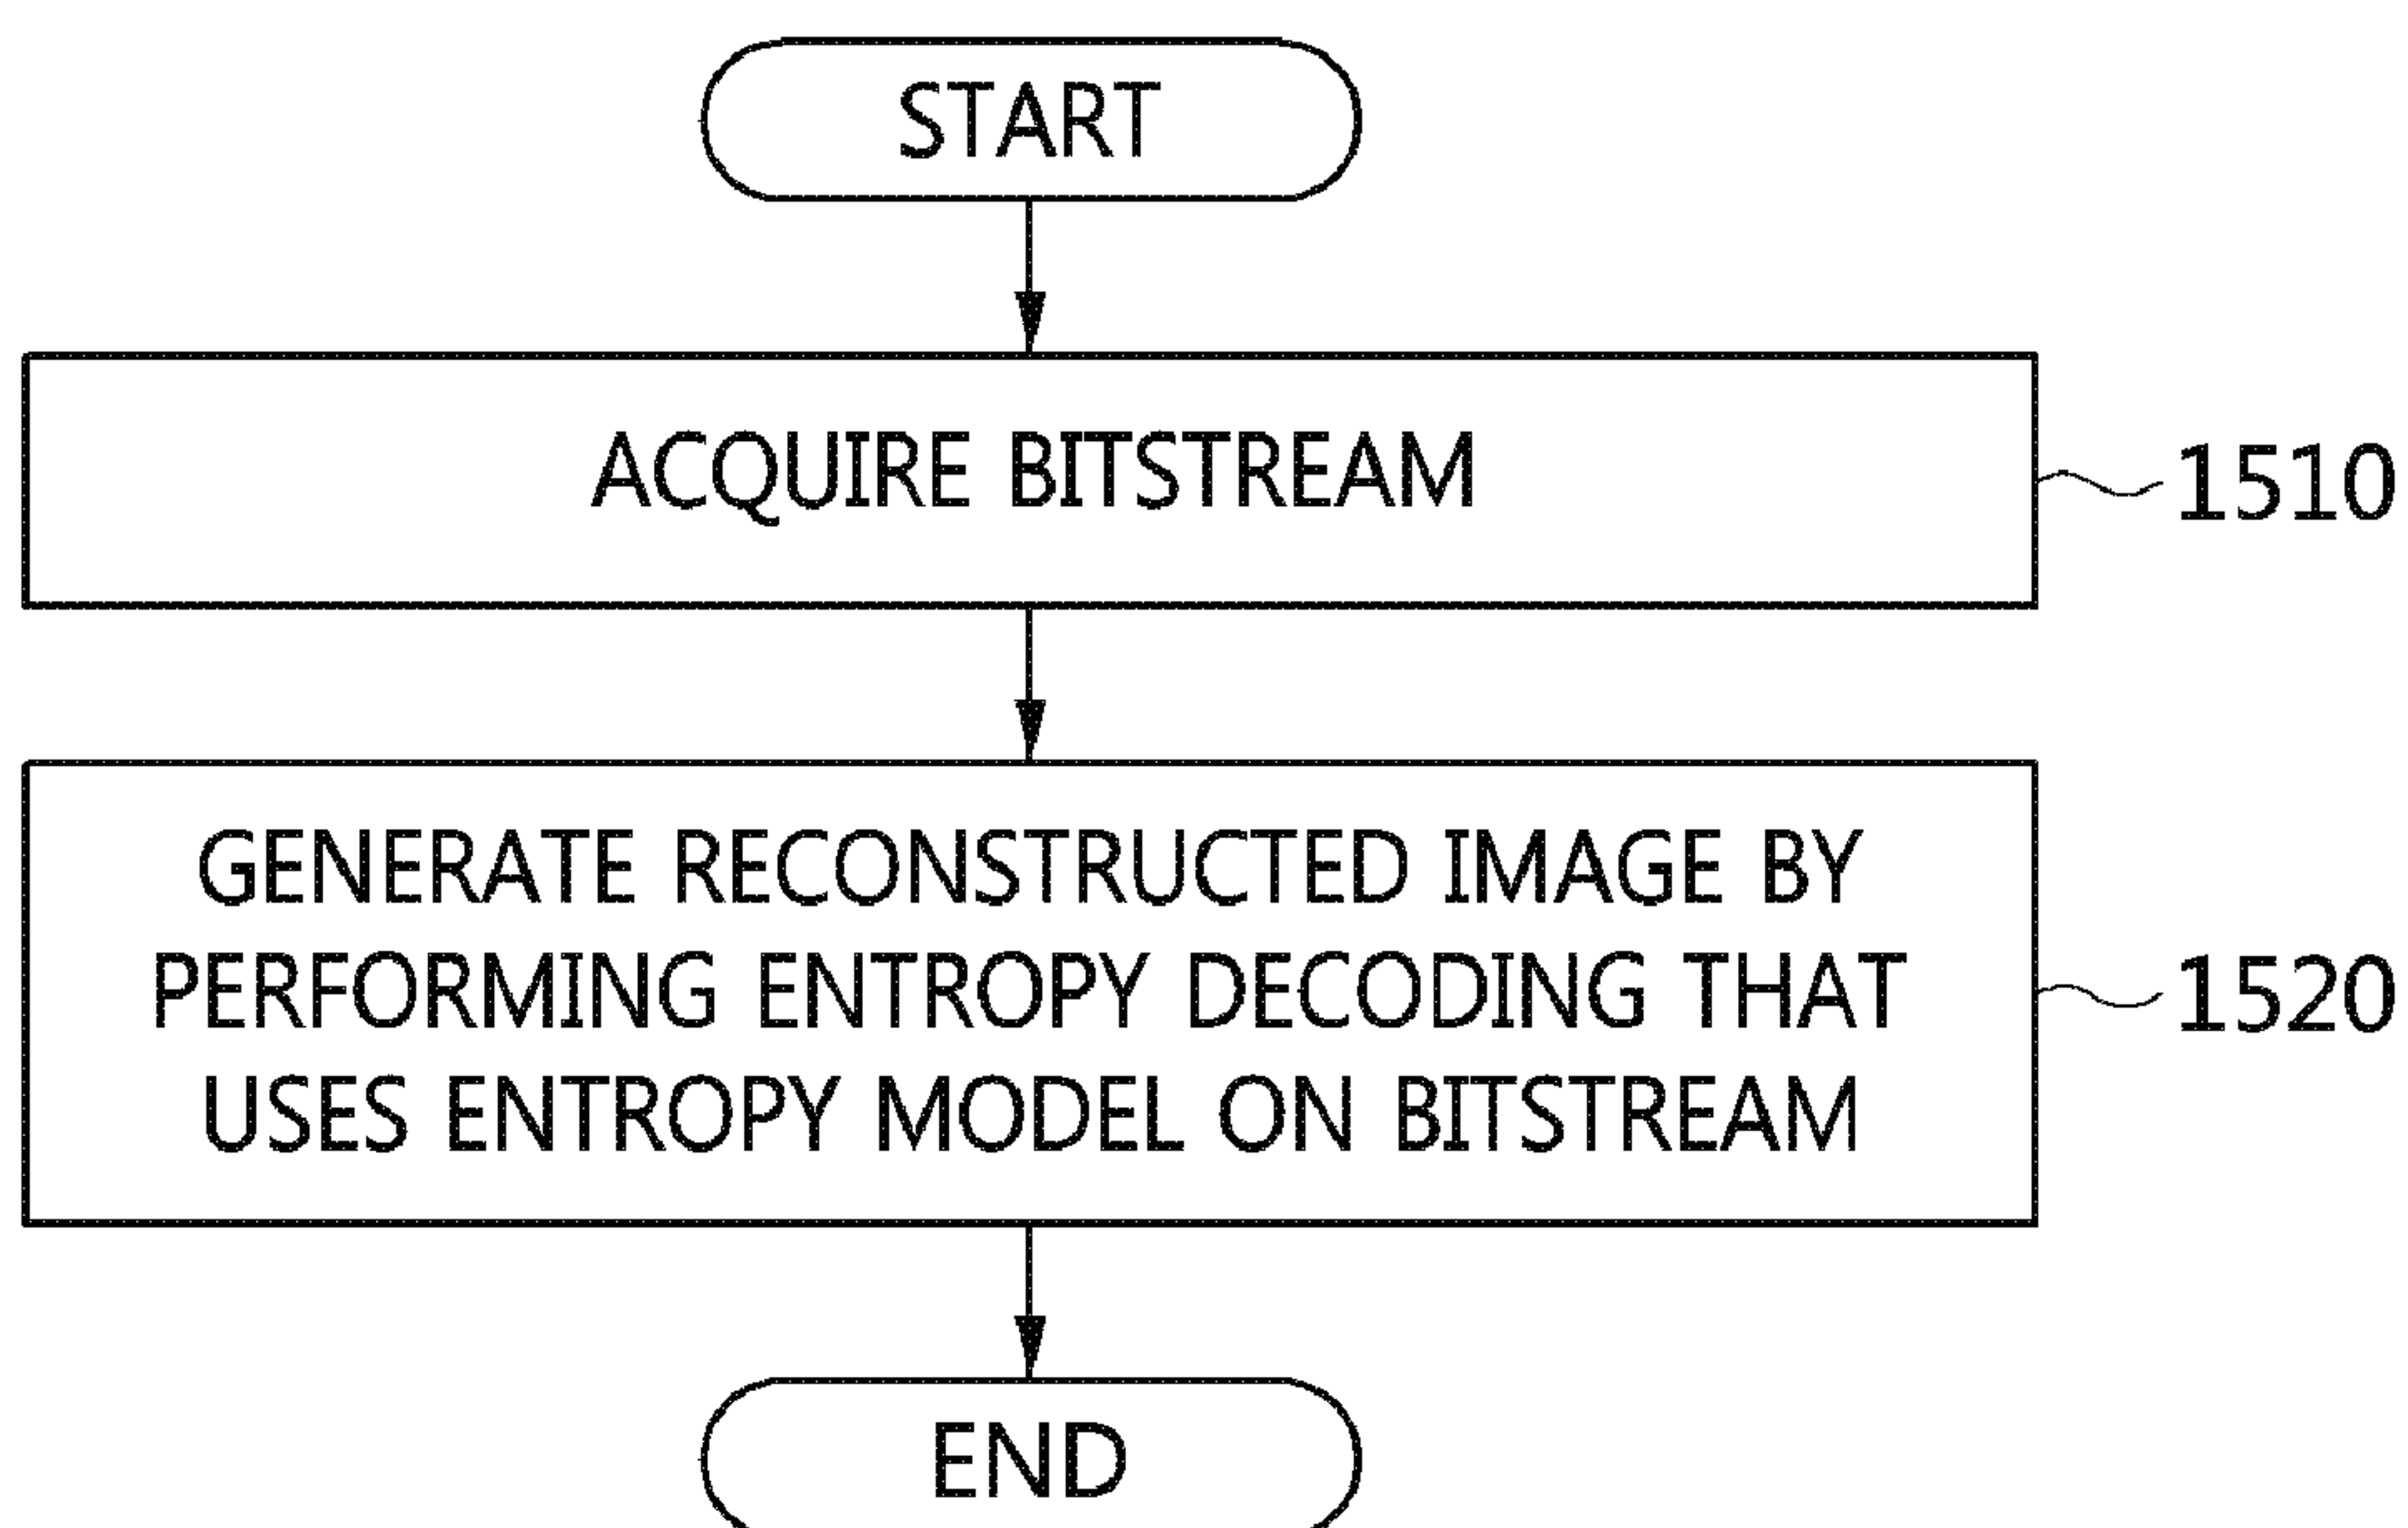 START
ACQUIRE BITSTREAM
1510
GENERATE RECONSTRUCTED IMAGE BY
PERFORMING ENTROPY DECODING THAT
USES ENTROPY MODEL ON BITSTREAM
1520
END